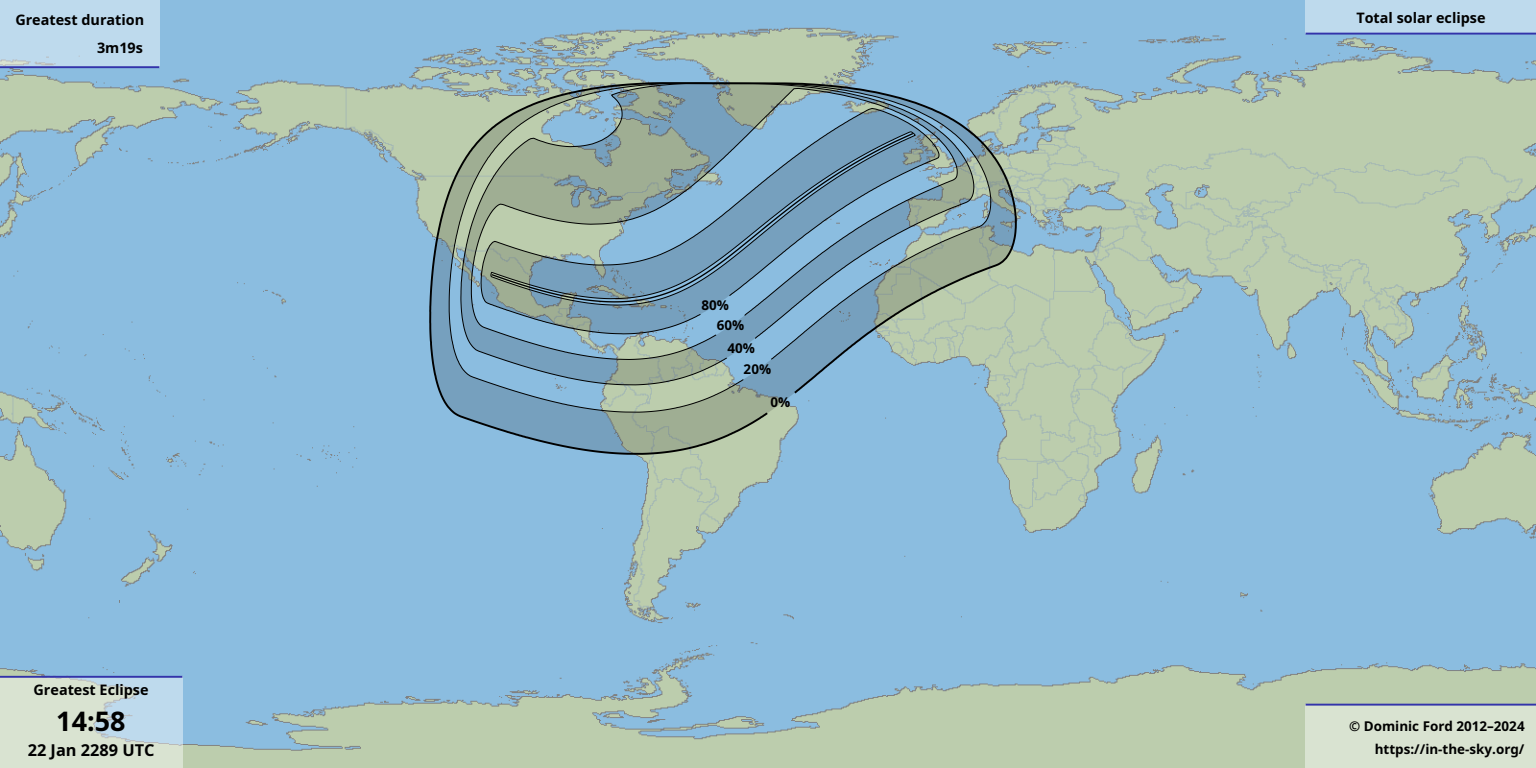 Greatest duration
3m19s
Total solar eclipse
80%
60%
40%
20%
0%
Greatest Eclipse
14:58
22 Jan 2289 UTC
© Dominic Ford 2012–2024
https://in-the-sky.org/